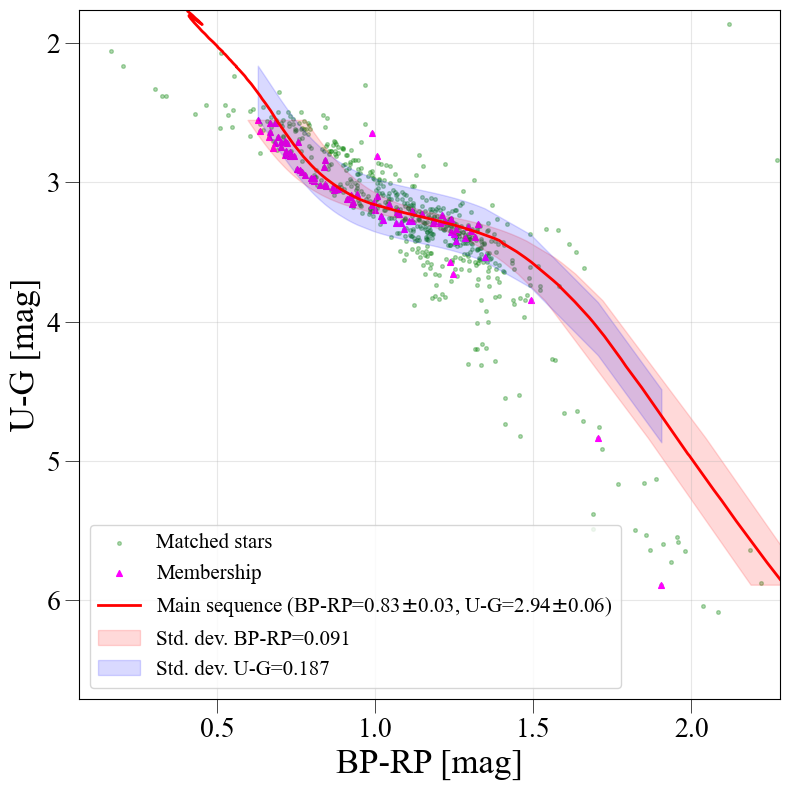 2
3
4
5
6
U-G [mag]
Matched stars
Membership
Main sequence (BP-RP=0.83±0.03, U-G=2.94±0.06)
Std. dev. BP-RP=0.091
Std. dev. U-G=0.187
0.5 1.0 1.5 2.0
BP-RP [mag]